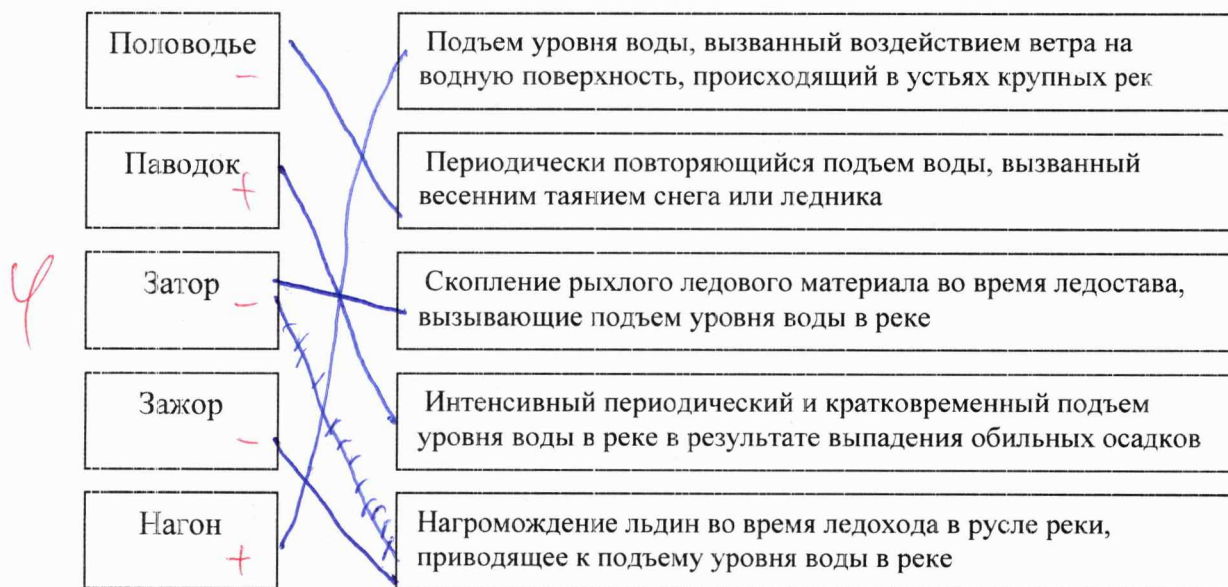 Половодье
−
Подъем уровня воды, вызванный воздействием ветра на
водную поверхность, происходящий в устьях крупных рек
Паводок
+
Периодически повторяющийся подъем воды, вызванный
весенним таянием снега или ледника
Затор
−
Скопление рыхлого ледового материала во время ледостава,
вызывающие подъем уровня воды в реке
Зажор
−
Интенсивный периодический и кратковременный подъем
уровня воды в реке в результате выпадения обильных осадков
Нагон
+
Нагромождение льдин во время ледохода в русле реки,
приводящее к подъему уровня воды в реке